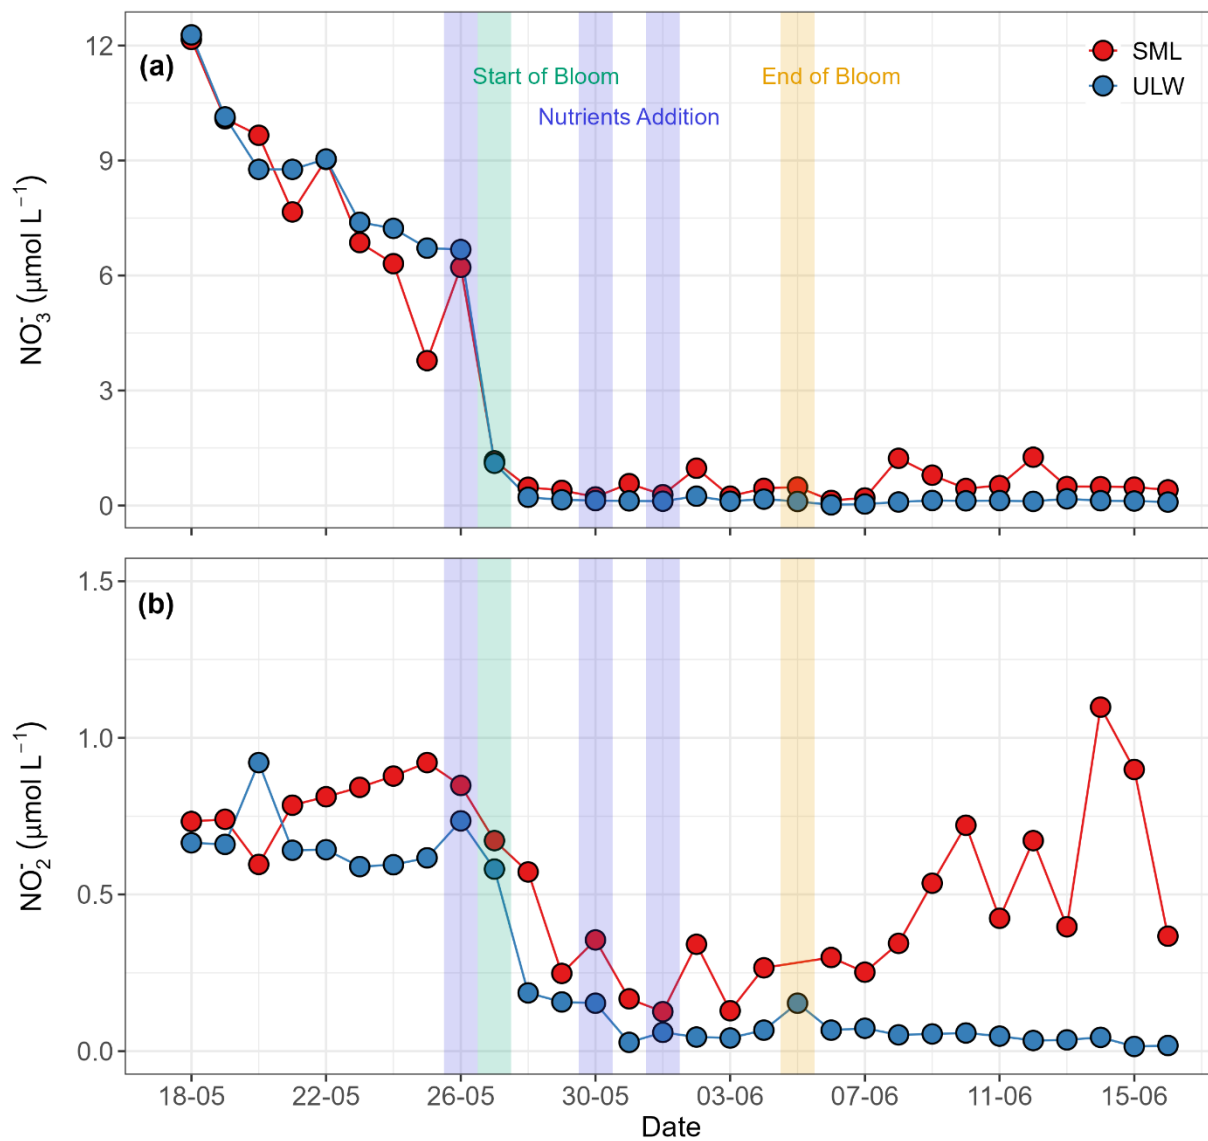 (a)
SML
ULW
Start of Bloom
End of Bloom
Nutrients Addition
12
9
6
3
0
NO₃⁻ (μmol L⁻¹)
(b)
1.5
1.0
0.5
0.0
NO₂⁻ (μmol L⁻¹)
18-05 22-05 26-05 30-05 03-06 07-06 11-06 15-06
Date